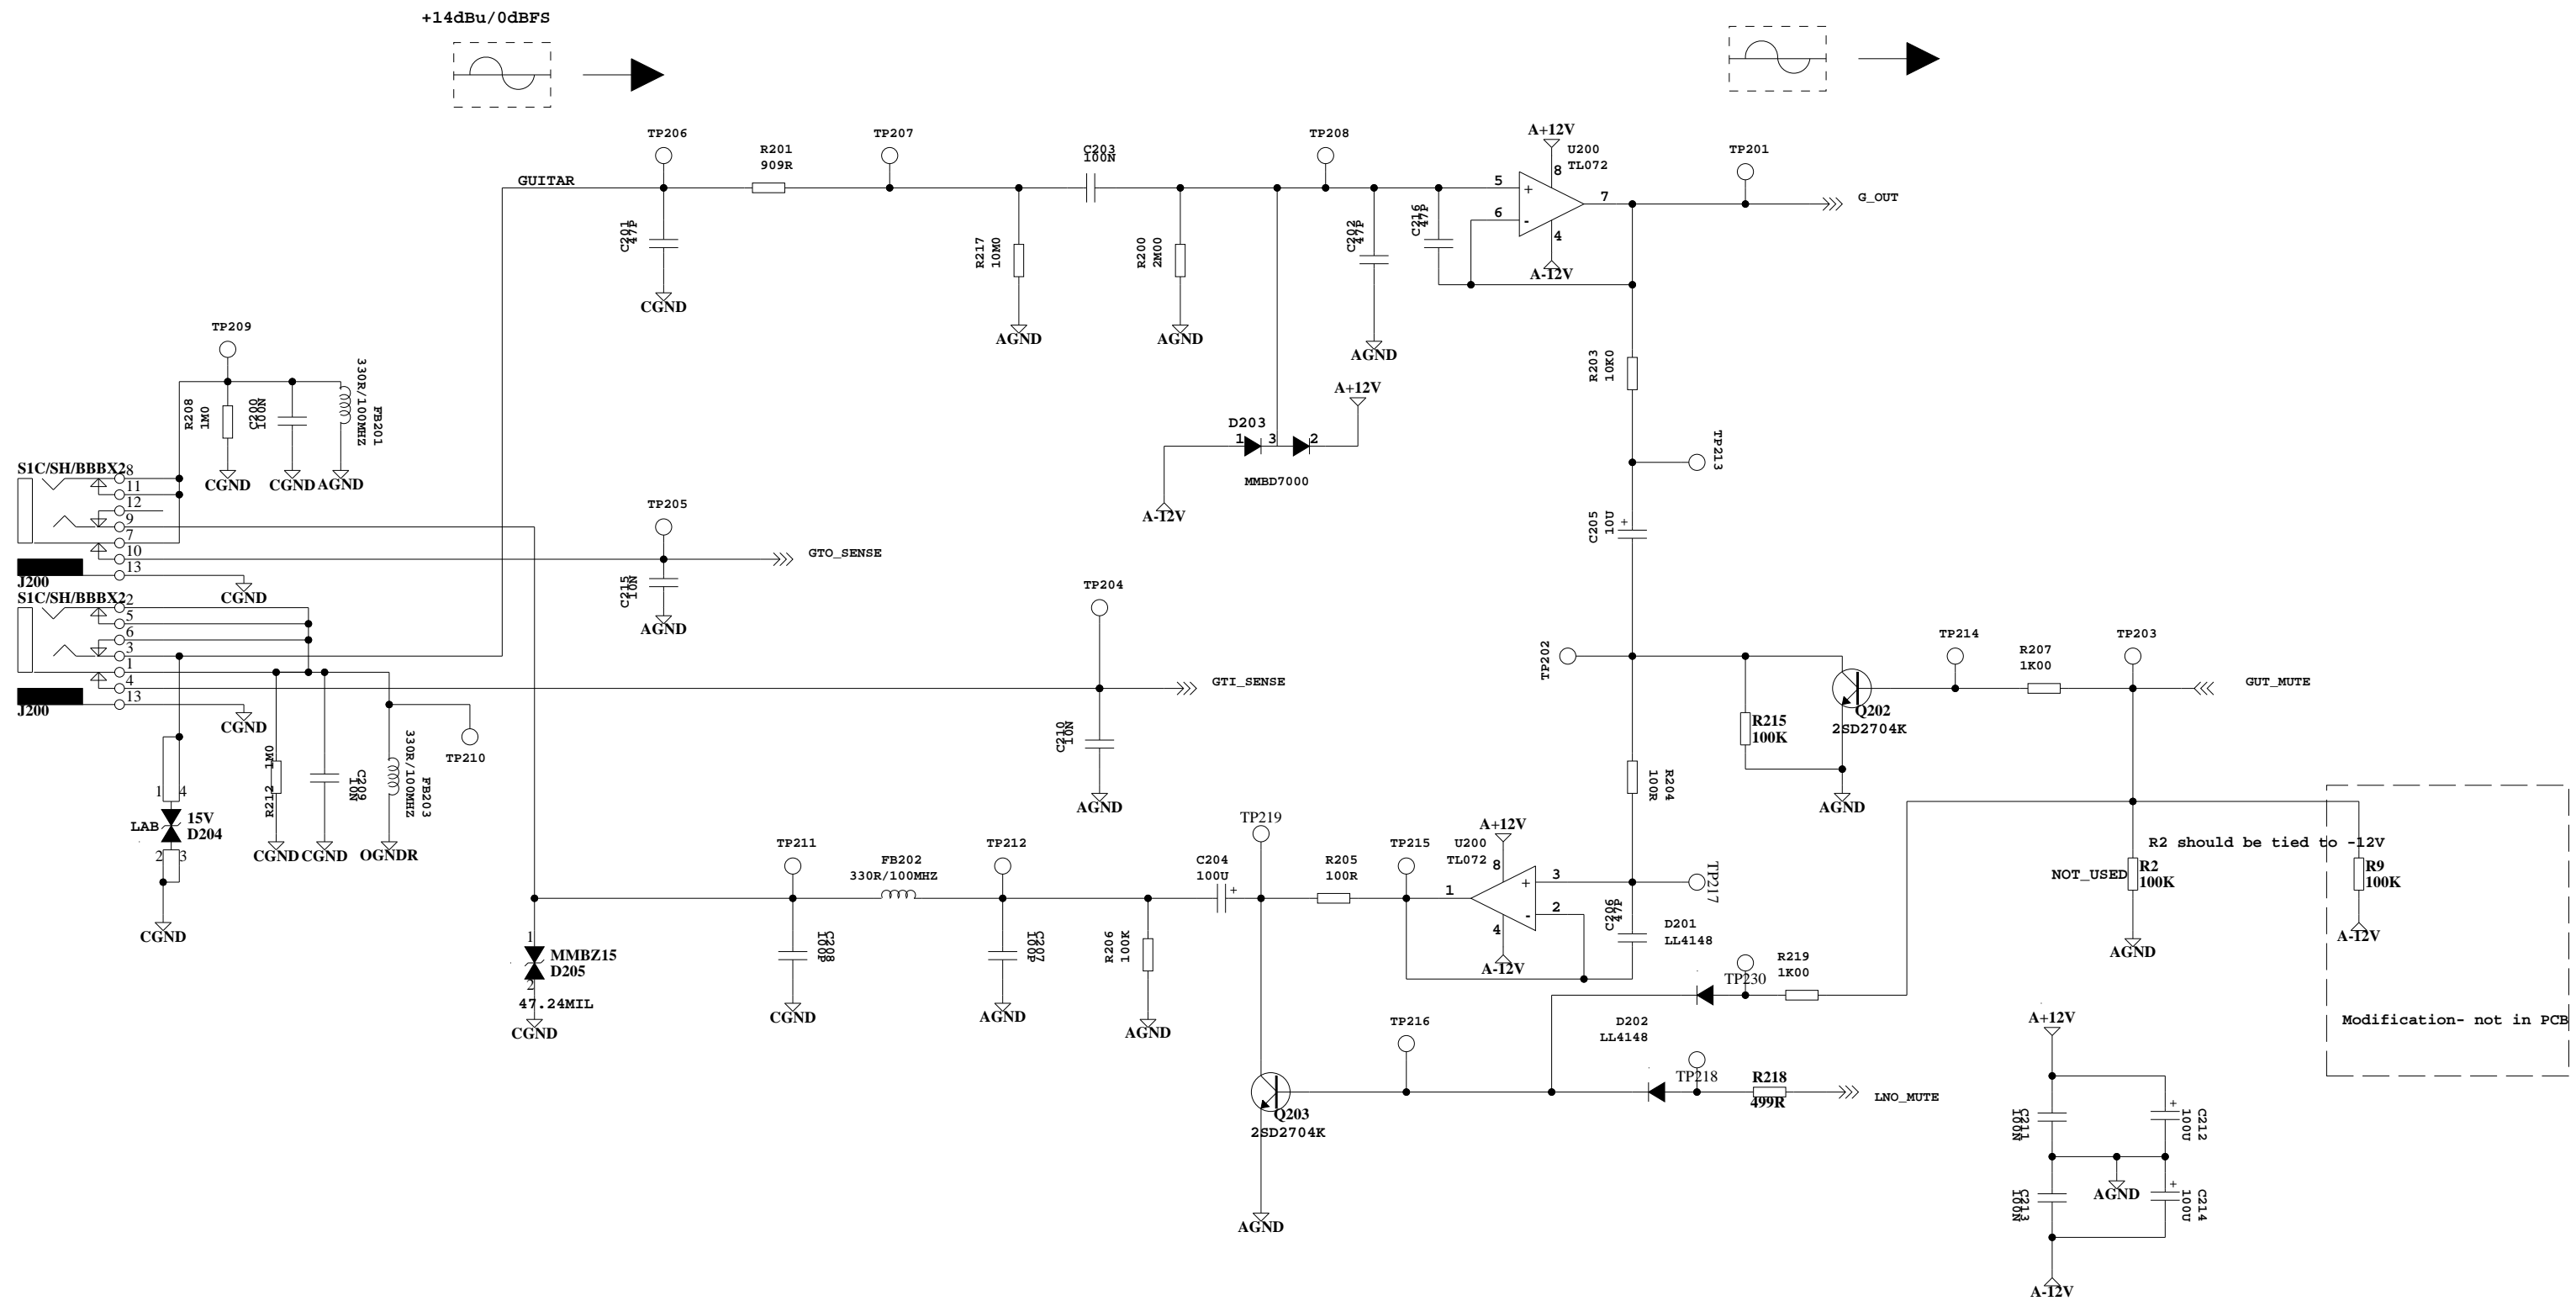 +14dBu/0dBFS
TP206
R201
909R
TP207
C203
100N
TP208
A+12V
U200
TL072
TP201
GUITAR
8
5
+
6
-
7
4
A-12V
G_OUT
C201
47P
CGND
R217
10M0
AGND
R200
2M00
AGND
C202
47P
AGND
C216
47P
TP209
R208
1M0
C200
100N
330R/100MHZ
FB201
CGND
CGND
AGND
R203
10K0
A+12V
D203
1
3
2
MMBD7000
A-12V
TP213
S1C/SH/BBBX2
8
11
12
9
7
10
13
J200
CGND
TP205
GTO_SENSE
C215
10N
AGND
C205
+
10U
S1C/SH/BBBX2
2
5
6
3
1
4
13
J200
CGND
TP204
GTI_SENSE
C210
10N
AGND
TP202
TP214
R207
1K00
TP203
GUT_MUTE
Q202
2SD2704K
R215
100K
AGND
TP210
R212
1M0
C209
10N
330R/100MHZ
FB203
CGND
CGND
OGNDR
1
4
LAB
15V
D204
2
3
CGND
R204
100R
TP219
A+12V
TP211
FB202
330R/100MHZ
TP212
C204
100U
+
R205
100R
TP215
U200
TL072
8
1
+
3
-
2
4
A-12V
TP217
C206
47P
D201
LL4148
R2 should be tied to -12V
NOT_USED
R2
100K
AGND
R9
100K
A-12V
Modification- not in PCB
1
MMBZ15
D205
2
47.24MIL
CGND
C208
100P
CGND
C207
100P
AGND
R206
100K
AGND
TP230
R219
1K00
TP216
D202
LL4148
TP218
R218
499R
LNO_MUTE
Q203
2SD2704K
AGND
A+12V
C211
100N
+
C212
100U
AGND
C213
100N
+
C214
100U
A-12V